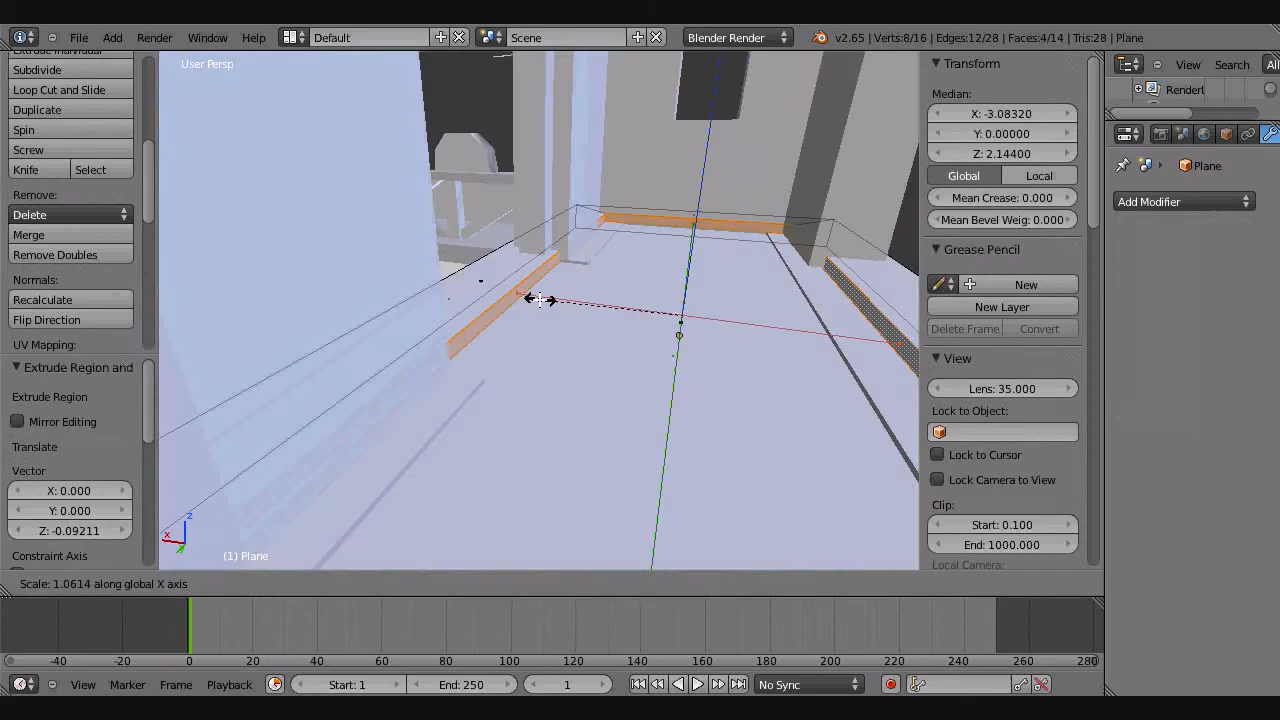 File Add Render Window Help Default Scene Blender Render v2.65 | Verts:8/16 | Edges:12/28 | Faces:4/14 | Tris:28 | Plane
User Persp
Subdivide
Loop Cut and Slide
Duplicate
Spin
Screw
Knife Select
Remove:
Delete
Merge
Remove Doubles
Normals:
Recalculate
Flip Direction
UV Mapping:
Extrude Region and
Extrude Region
Mirror Editing
Translate
Vector
X: 0.000
Y: 0.000
Z: -0.09211
Constraint Axis
x
y
z
(1) Plane
Scale: 1.0614 along global X axis
Transform
Median:
X: -3.08320
Y: 0.00000
Z: 2.14400
Global Local
Mean Crease: 0.000
Mean Bevel Weig: 0.000
Grease Pencil
New
New Layer
Delete Frame Convert
View
Lens: 35.000
Lock to Object:
Lock to Cursor
Lock Camera to View
Clip:
Start: 0.100
End: 1000.000
Local Camera:
View Search All
RenderL
Plane
Add Modifier
-40 -20 0 20 40 60 80 100 120 140 160 180 200 220 240 260 280
View Marker Frame Playback Start: 1 End: 250 1 No Sync